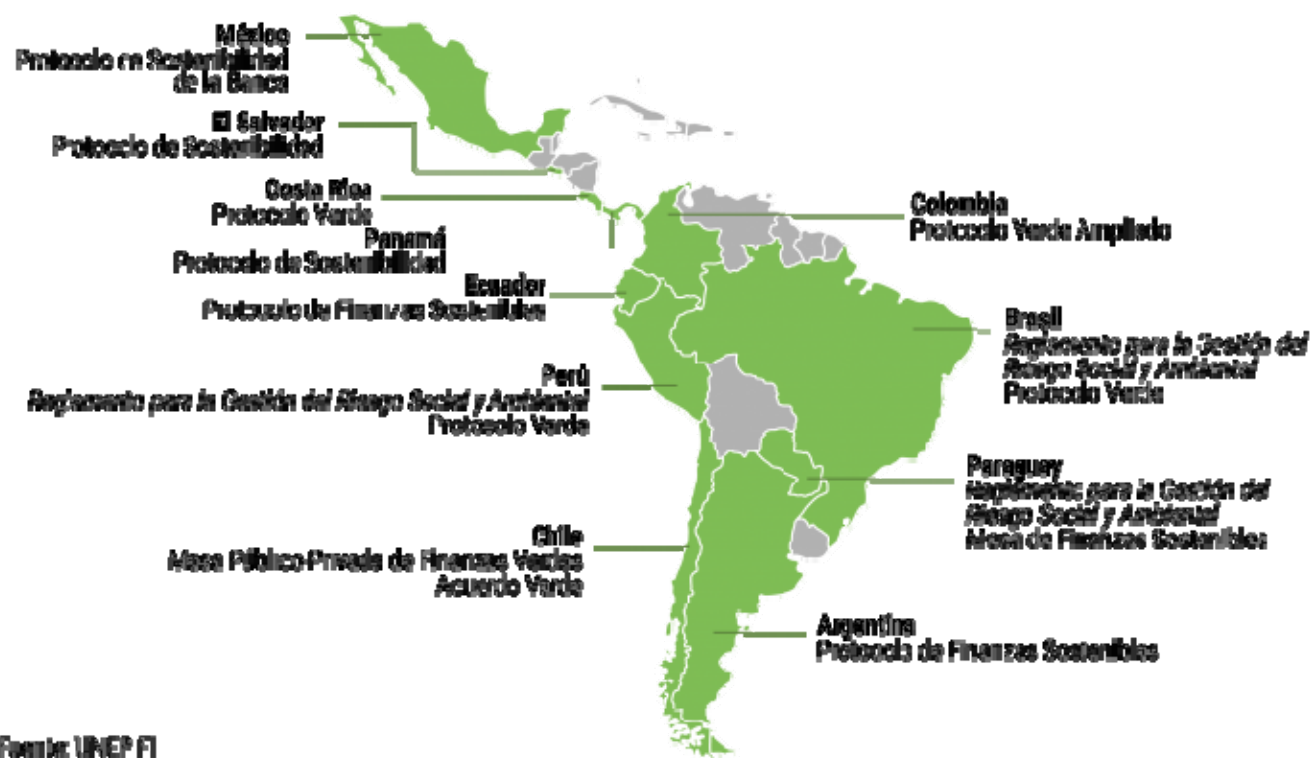 México
Protocolo en Sostenibilidad
de la Banca
El Salvador
Protocolo de Sostenibilidad
Costa Rica
Protocolo Verde
Panamá
Protocolo de Sostenibilidad
Ecuador
Protocolo de Finanzas Sostenibles
Perú
Reglamento para la Gestión del Riesgo Social y Ambiental
Protocolo Verde
Chile
Mesa Público-Privada de Finanzas Verdes
Acuerdo Verde
Colombia
Protocolo Verde Ampliado
Brasil
Reglamento para la Gestión del
Riesgo Social y Ambiental
Protocolo Verde
Paraguay
Reglamento para la Gestión del
Riesgo Social y Ambiental
Mesa de Finanzas Sostenibles
Argentina
Protocolo de Finanzas Sostenibles
Fuente: UNEP FI